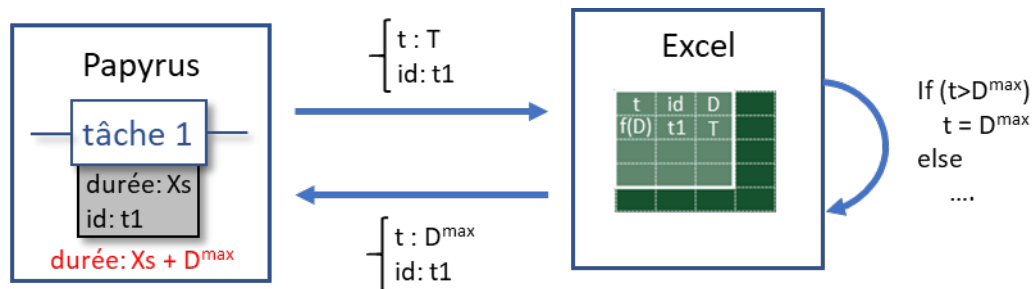 Papyrus
tâche 1
durée: Xs
id: t1
durée: Xs + Dᵐᵃˣ
t : T
id: t1
t : Dᵐᵃˣ
id: t1
Excel
t id D
f(D) t1 T
If (t>Dᵐᵃˣ)
t = Dᵐᵃˣ
else
....